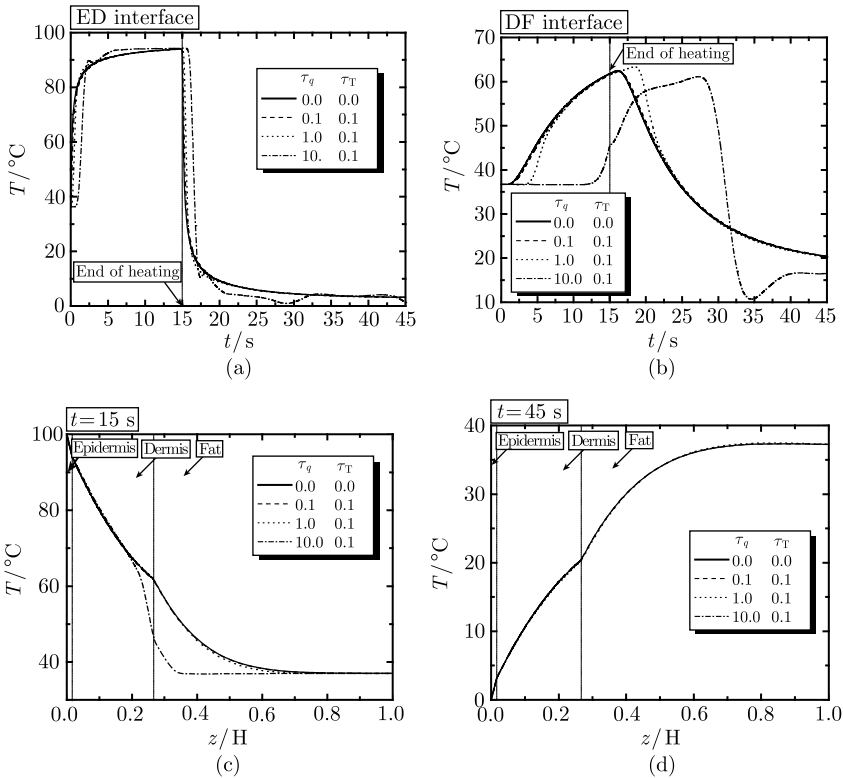 ED interface
100
80
60
40
20
0
T/°C
τq τT
0.0 0.0
0.1 0.1
1.0 0.1
10. 0.1
End of heating
0 5 10 15 20 25 30 35 40 45
t/s
(a)
DF interface
70
60
50
40
30
20
10
T/°C
End of heating
τq τT
0.0 0.0
0.1 0.1
1.0 0.1
10.0 0.1
0 5 10 15 20 25 30 35 40 45
t/s
(b)
t=15 s
100
80
60
40
T/°C
Epidermis Dermis Fat
τq τT
0.0 0.0
0.1 0.1
1.0 0.1
10.0 0.1
0.0 0.2 0.4 0.6 0.8 1.0
z/H
(c)
t=45 s
40
30
20
10
0
T/°C
Epidermis Dermis Fat
τq τT
0.0 0.0
0.1 0.1
1.0 0.1
10.0 0.1
0.0 0.2 0.4 0.6 0.8 1.0
z/H
(d)